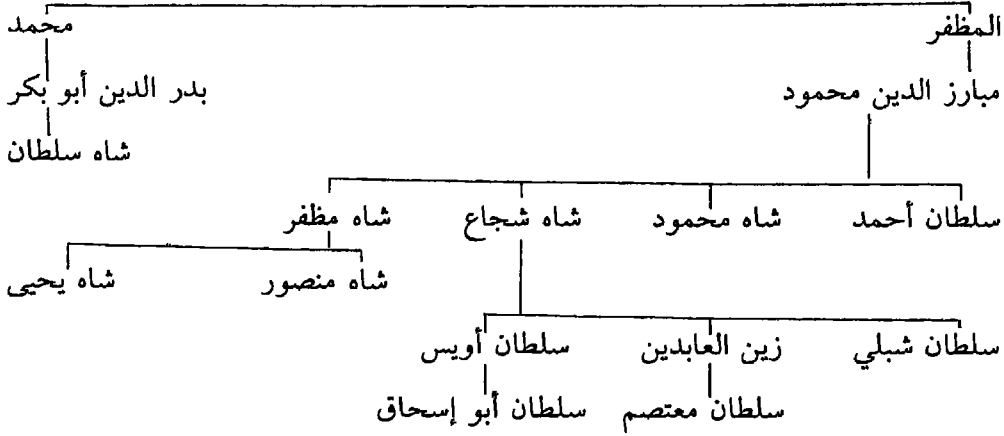 المظفر محمد
مبارز الدين محمود بدر الدين أبو بكر
شاه سلطان
سلطان أحمد شاه محمود شاه شجاع شاه مظفر
شاه منصور شاه يحيى
سلطان شبلي زين العابدين سلطان أويس
سلطان معتصم سلطان أبو إسحاق